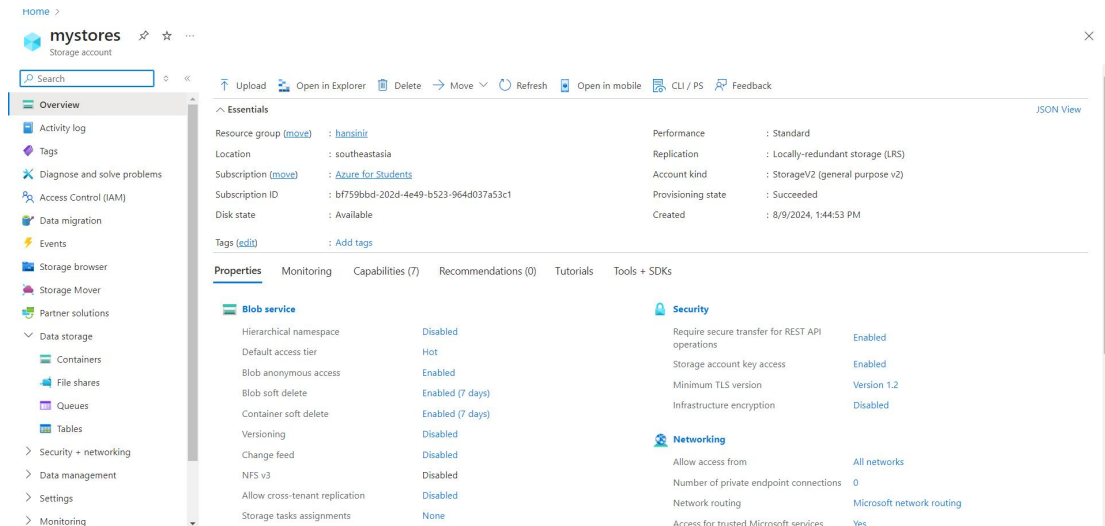 Home >
mystores
Storage account
Search
Overview
Activity log
Tags
Diagnose and solve problems
Access Control (IAM)
Data migration
Events
Storage browser
Storage Mover
Partner solutions
Data storage
Containers
File shares
Queues
Tables
Security + networking
Data management
Settings
Monitoring
Upload Open in Explorer Delete Move Refresh Open in mobile CLI / PS Feedback
Essentials JSON View
Resource group (move) : hansinir
Location : southeastasia
Subscription (move) : Azure for Students
Subscription ID : bf759bbd-202d-4e49-b523-964d037a53c1
Disk state : Available
Performance : Standard
Replication : Locally-redundant storage (LRS)
Account kind : StorageV2 (general purpose v2)
Provisioning state : Succeeded
Created : 8/9/2024, 1:44:53 PM
Tags (edit) : Add tags
Properties Monitoring Capabilities (7) Recommendations (0) Tutorials Tools + SDKs
Blob service
Hierarchical namespace Disabled
Default access tier Hot
Blob anonymous access Enabled
Blob soft delete Enabled (7 days)
Container soft delete Enabled (7 days)
Versioning Disabled
Change feed Disabled
NFS v3 Disabled
Allow cross-tenant replication Disabled
Storage tasks assignments None
Security
Require secure transfer for REST API
operations Enabled
Storage account key access Enabled
Minimum TLS version Version 1.2
Infrastructure encryption Disabled
Networking
Allow access from All networks
Number of private endpoint connections 0
Network routing Microsoft network routing
Access for trusted Microsoft services Yes